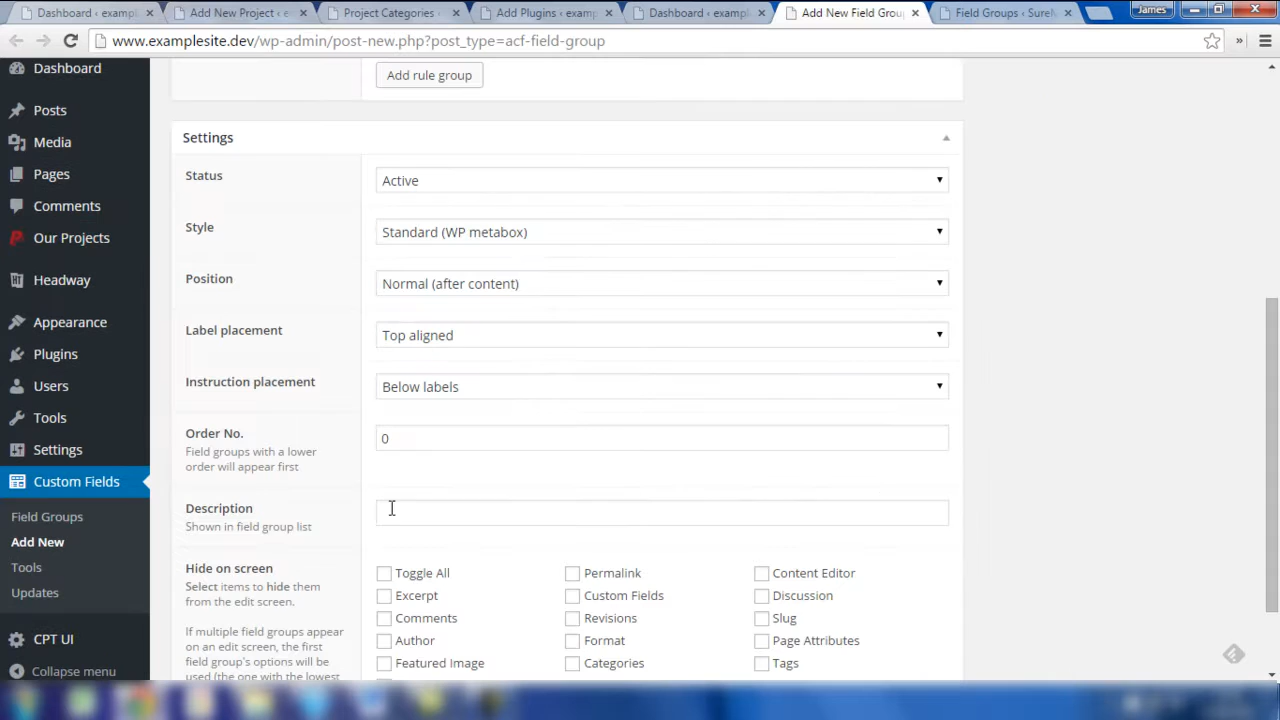 Dashboard ‹ example
Add New Project ‹ exa
Project Categories ‹
Add Plugins ‹ examp
Dashboard ‹ example
Add New Field Group
Field Groups ‹ SureM
James
www.examplesite.dev/wp-admin/post-new.php?post_type=acf-field-group
»
Dashboard
Posts
Media
Pages
Comments
Our Projects
Headway
Appearance
Plugins
Users
Tools
Settings
Custom Fields
Field Groups
Add New
Tools
Updates
CPT UI
Collapse menu
Add rule group
Settings
Status
Active
Style
Standard (WP metabox)
Position
Normal (after content)
Label placement
Top aligned
Instruction placement
Below labels
Order No.
Field groups with a lower
order will appear first
0
Description
Shown in field group list
Hide on screen
Select items to hide them
from the edit screen.
If multiple field groups appear
on an edit screen, the first
field group's options will be
used (the one with the lowest
Toggle All
Permalink
Content Editor
Excerpt
Custom Fields
Discussion
Comments
Revisions
Slug
Author
Format
Page Attributes
Featured Image
Categories
Tags